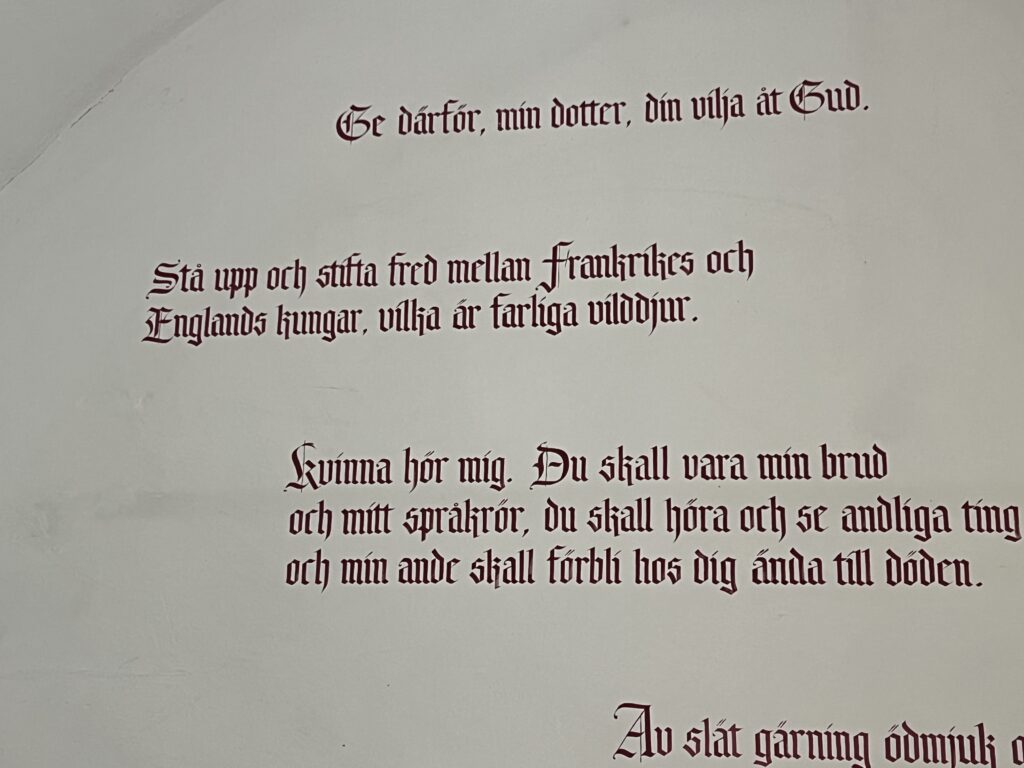 Ge därför, min dotter, din vilja åt Gud.
Stå upp och stifta fred mellan Frankrikes och
Englands kungar, vilka är farliga vilddjur.
Kvinna hör mig. Du skall vara min brud
och mitt språkrör, du skall höra och se andliga ting
och min ande skall förbli hos dig ända till döden.
Av slät gärning ödmjuk